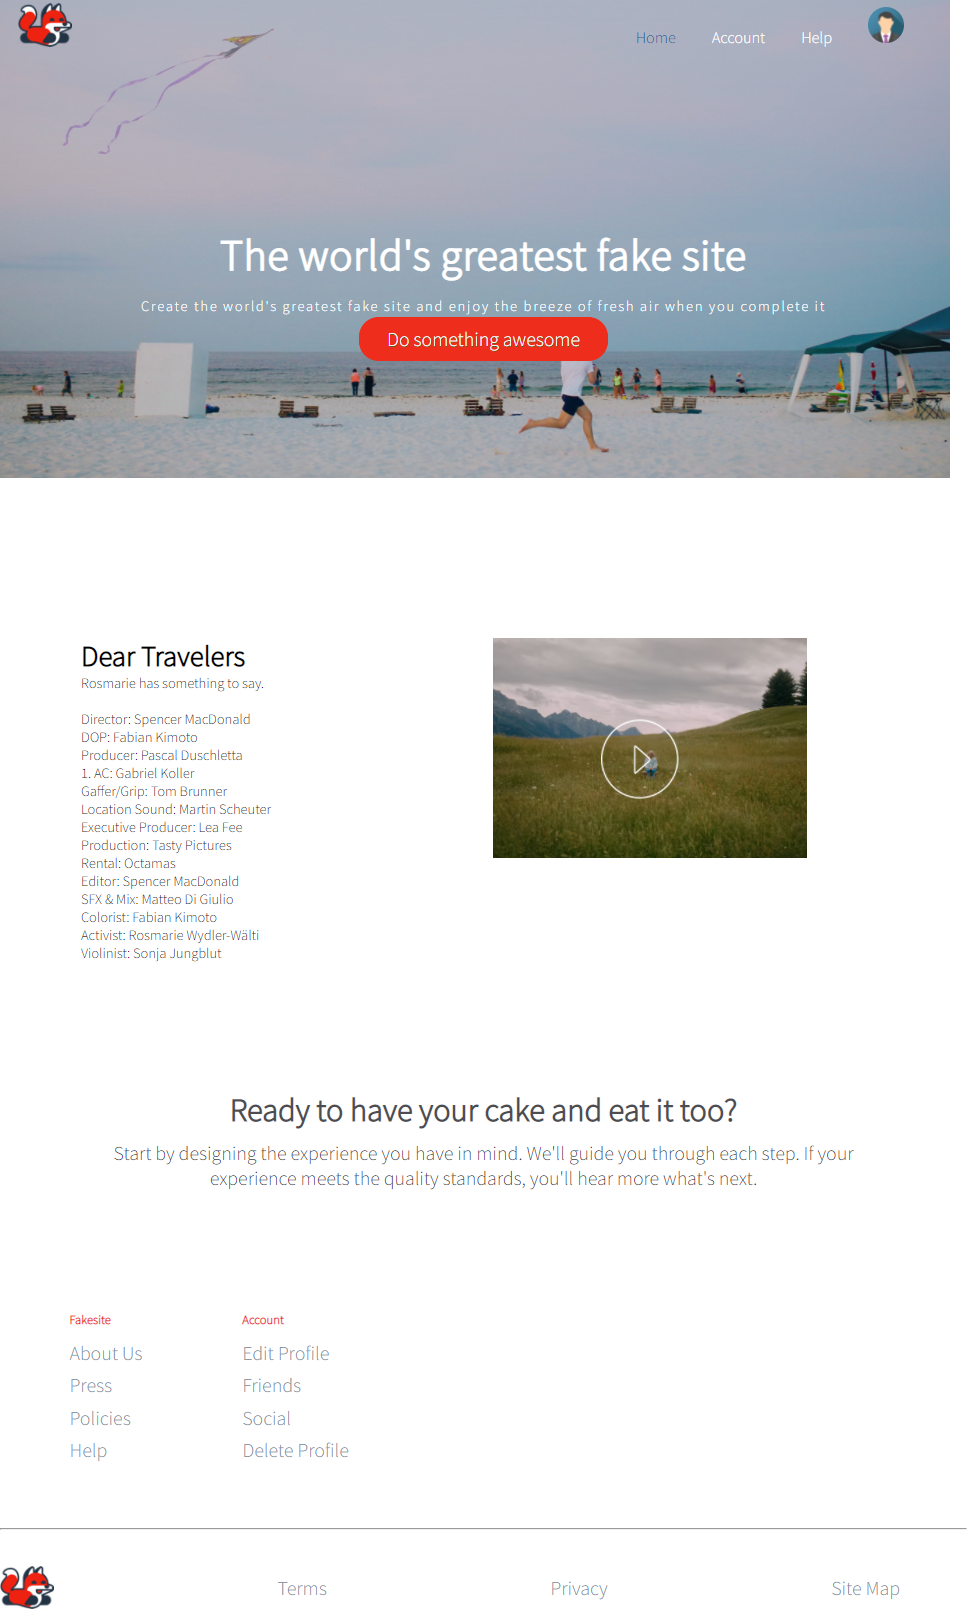 Home Account Help
The world's greatest fake site
Create the world's greatest fake site and enjoy the breeze of fresh air when you complete it
Do something awesome
Dear Travelers
Rosmarie has something to say.
Director: Spencer MacDonald
DOP: Fabian Kimoto
Producer: Pascal Duschletta
1. AC: Gabriel Koller
Gaffer/Grip: Tom Brunner
Location Sound: Martin Scheuter
Executive Producer: Lea Fee
Production: Tasty Pictures
Rental: Octamas
Editor: Spencer MacDonald
SFX & Mix: Matteo Di Giulio
Colorist: Fabian Kimoto
Activist: Rosmarie Wydler-Wälti
Violinist: Sonja Jungblut
Ready to have your cake and eat it too?
Start by designing the experience you have in mind. We'll guide you through each step. If your
experience meets the quality standards, you'll hear more what's next.
Fakesite
About Us
Press
Policies
Help
Account
Edit Profile
Friends
Social
Delete Profile
Terms Privacy Site Map